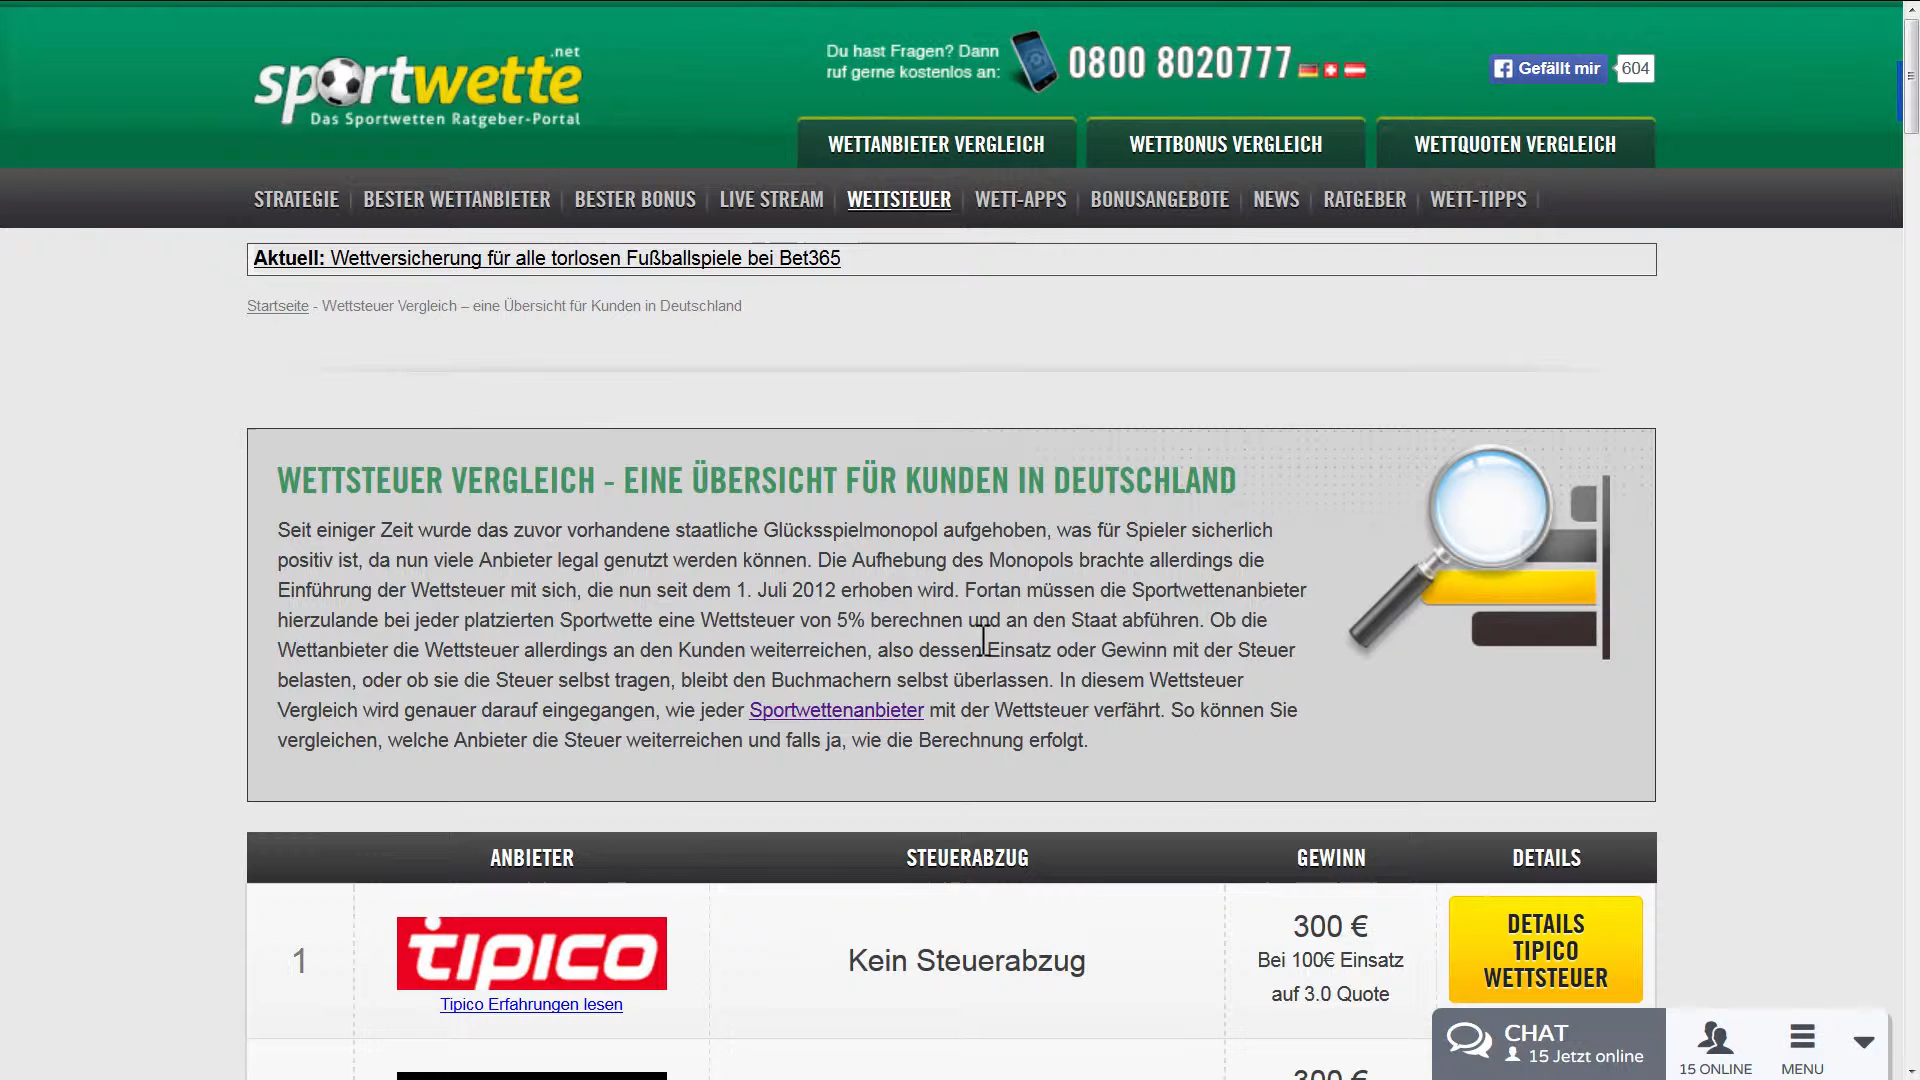 sportwette.net
Das Sportwetten Ratgeber-Portal
Du hast Fragen? Dann
ruf gerne kostenlos an:
0800 8020777
Gefällt mir
604
WETTANBIETER VERGLEICH
WETTBONUS VERGLEICH
WETTQUOTEN VERGLEICH
STRATEGIE
BESTER WETTANBIETER
BESTER BONUS
LIVE STREAM
WETTSTEUER
WETT-APPS
BONUSANGEBOTE
NEWS
RATGEBER
WETT-TIPPS
Aktuell: Wettversicherung für alle torlosen Fußballspiele bei Bet365
Startseite - Wettsteuer Vergleich – eine Übersicht für Kunden in Deutschland
WETTSTEUER VERGLEICH - EINE ÜBERSICHT FÜR KUNDEN IN DEUTSCHLAND
Seit einiger Zeit wurde das zuvor vorhandene staatliche Glücksspielmonopol aufgehoben, was für Spieler sicherlich
positiv ist, da nun viele Anbieter legal genutzt werden können. Die Aufhebung des Monopols brachte allerdings die
Einführung der Wettsteuer mit sich, die nun seit dem 1. Juli 2012 erhoben wird. Fortan müssen die Sportwettenanbieter
hierzulande bei jeder platzierten Sportwette eine Wettsteuer von 5% berechnen und an den Staat abführen. Ob die
Wettanbieter die Wettsteuer allerdings an den Kunden weiterreichen, also dessen Einsatz oder Gewinn mit der Steuer
belasten, oder ob sie die Steuer selbst tragen, bleibt den Buchmachern selbst überlassen. In diesem Wettsteuer
Vergleich wird genauer darauf eingegangen, wie jeder Sportwettenanbieter mit der Wettsteuer verfährt. So können Sie
vergleichen, welche Anbieter die Steuer weiterreichen und falls ja, wie die Berechnung erfolgt.
ANBIETER
STEUERABZUG
GEWINN
DETAILS
1
tipico
Tipico Erfahrungen lesen
Kein Steuerabzug
300 €
Bei 100€ Einsatz
auf 3.0 Quote
DETAILS
TIPICO
WETTSTEUER
300 €
CHAT
15 Jetzt online
15 ONLINE
MENU